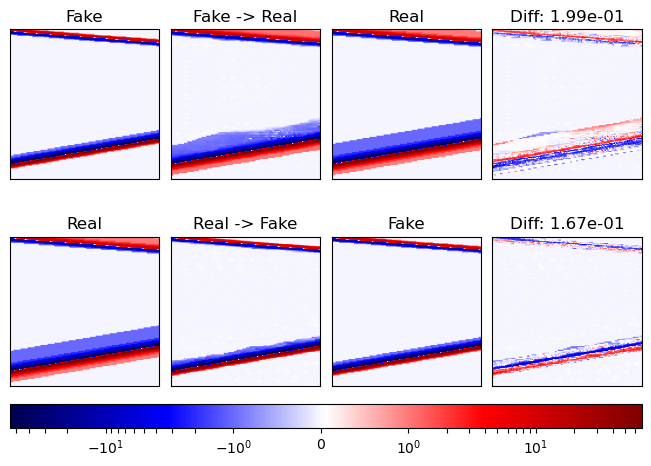 Fake Fake -> Real Real Diff: 1.99e-01
Real Real -> Fake Fake Diff: 1.67e-01
−10¹ −10⁰ 0 10⁰ 10¹